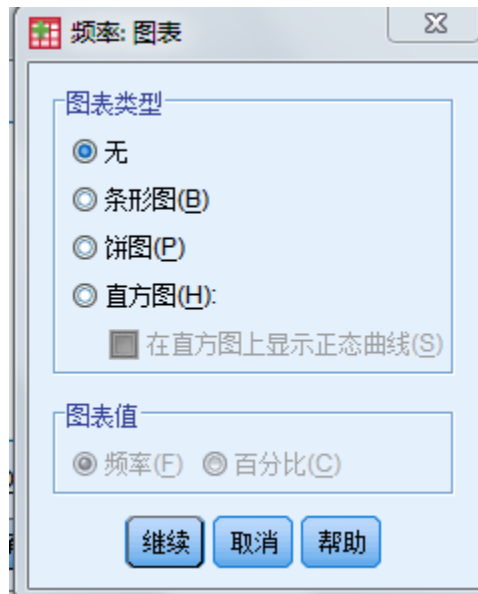 频率: 图表
图表类型
无
条形图(B)
饼图(P)
直方图(H):
在直方图上显示正态曲线(S)
图表值
频率(F) 百分比(C)
继续 取消 帮助